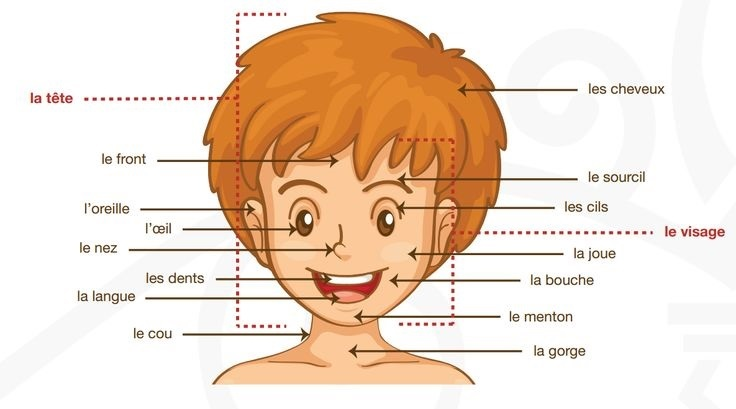 les cheveux
la tête
le front
le sourcil
l'oreille
les cils
l'œil
le visage
le nez
la joue
les dents
la bouche
la langue
le menton
le cou
la gorge